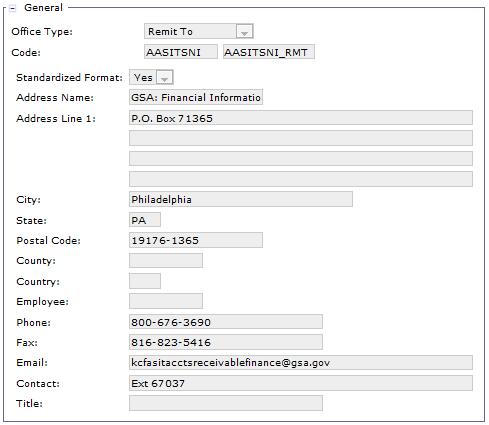 General
Office Type: Remit To
Code: AASITSNI AASITSNI_RMT
Standardized Format: Yes
Address Name: GSA: Financial Informatio
Address Line 1: P.O. Box 71365
City: Philadelphia
State: PA
Postal Code: 19176-1365
County:
Country:
Employee:
Phone: 800-676-3690
Fax: 816-823-5416
Email: kcfasitacctsreceivablefinance@gsa.gov
Contact: Ext 67037
Title: